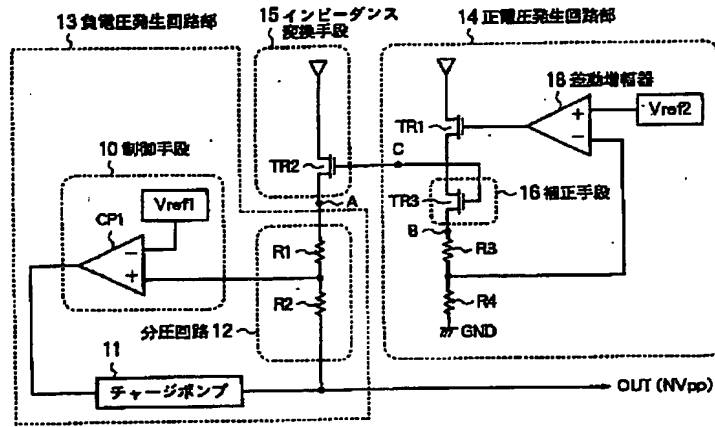 13 負電圧発生回路部
15 インピーダンス
変換手段
14 正電圧発生回路部
18 差動増幅器
Vref2
TR1
C
10 制御手段
TR2
16 補正手段
TR3
Vref1
CP1
A
B
R1
R3
R2
R4
分圧回路 12
GND
11
チャージポンプ
OUT (NVpp)
+
-
-
+